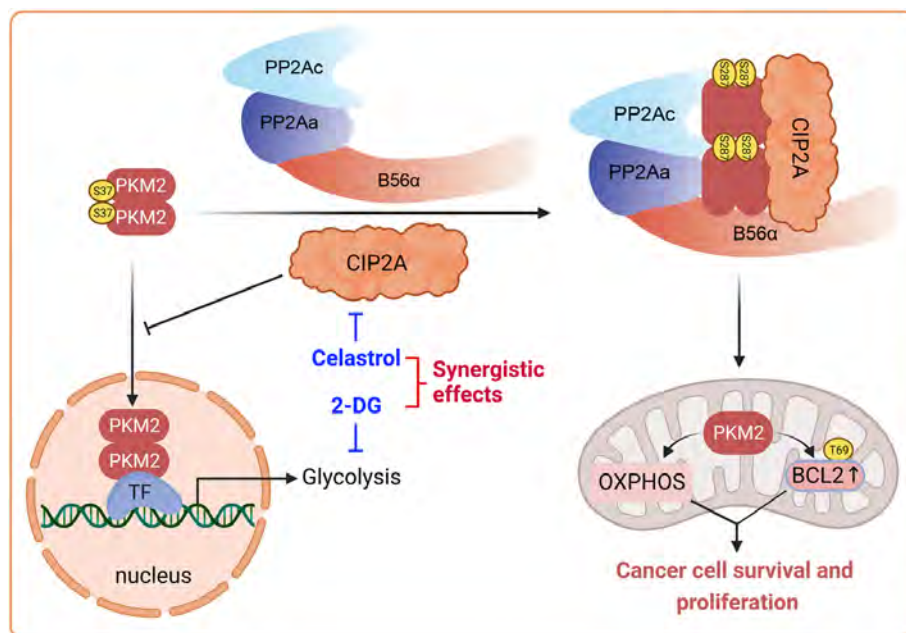 PP2Ac
PP2Aa
B56α
S37
PKM2
S37
PKM2
CIP2A
S287
S287
PP2Ac
S287
S287
PP2Aa
CIP2A
B56α
Celastrol
2-DG
Synergistic
effects
PKM2
PKM2
TF
Glycolysis
nucleus
PKM2
T69
OXPHOS
BCL2↑
Cancer cell survival and
proliferation